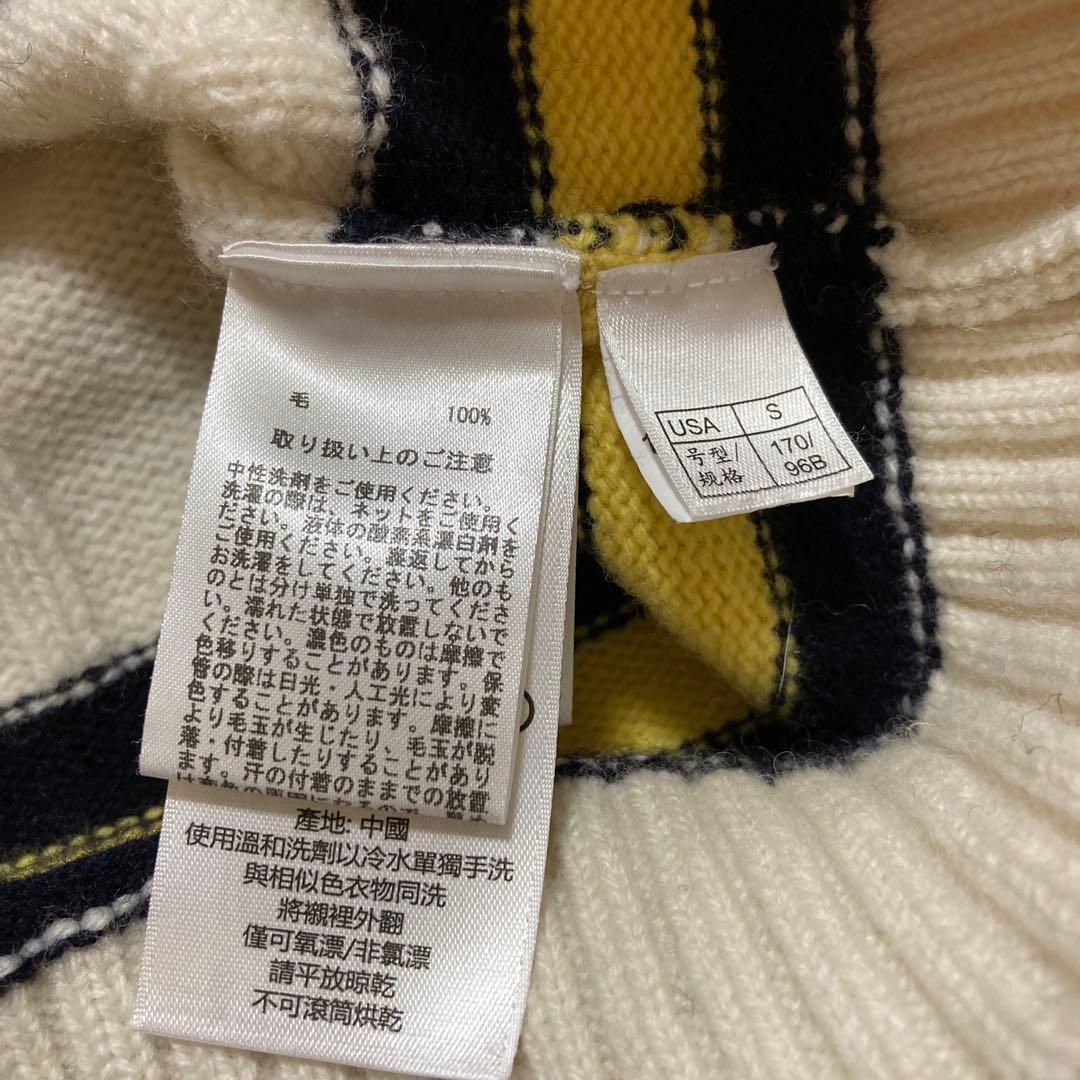 毛 100%
取り扱い上のご注意
中性洗剤をご使用ください。
洗濯の際は、ネットをご使用く
ださい。液体の酸素系漂白剤を
ご使用ください。裏返してから
お洗濯をしてください。他のも
のとは分け単独で洗ってくださ
い。濡れた状態で放置しないで
ください。濃色のものは摩擦で
色移りすることがあります。保
管の際は日光・人工光により変
色することがあります。摩擦に
より毛玉が生じたり、毛玉が脱
落・付着したりすることがあり
ます。汗の付着のままでの放置
產地: 中國
使用溫和洗劑以冷水單獨手洗
與相似色衣物同洗
將襯裡外翻
僅可氧漂/非氯漂
請平放晾乾
不可滾筒烘乾
USA S
号型/ 170/
规格 96B